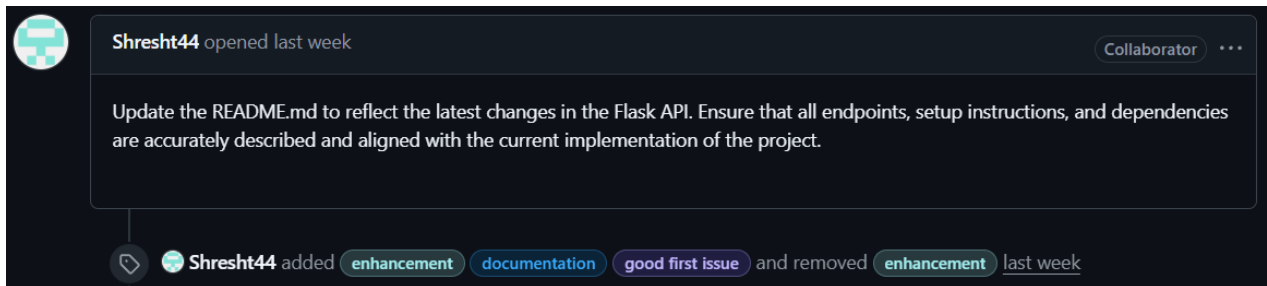 Shresht44 opened last week
Collaborator ...
Update the README.md to reflect the latest changes in the Flask API. Ensure that all endpoints, setup instructions, and dependencies
are accurately described and aligned with the current implementation of the project.
Shresht44 added enhancement documentation good first issue and removed enhancement last week